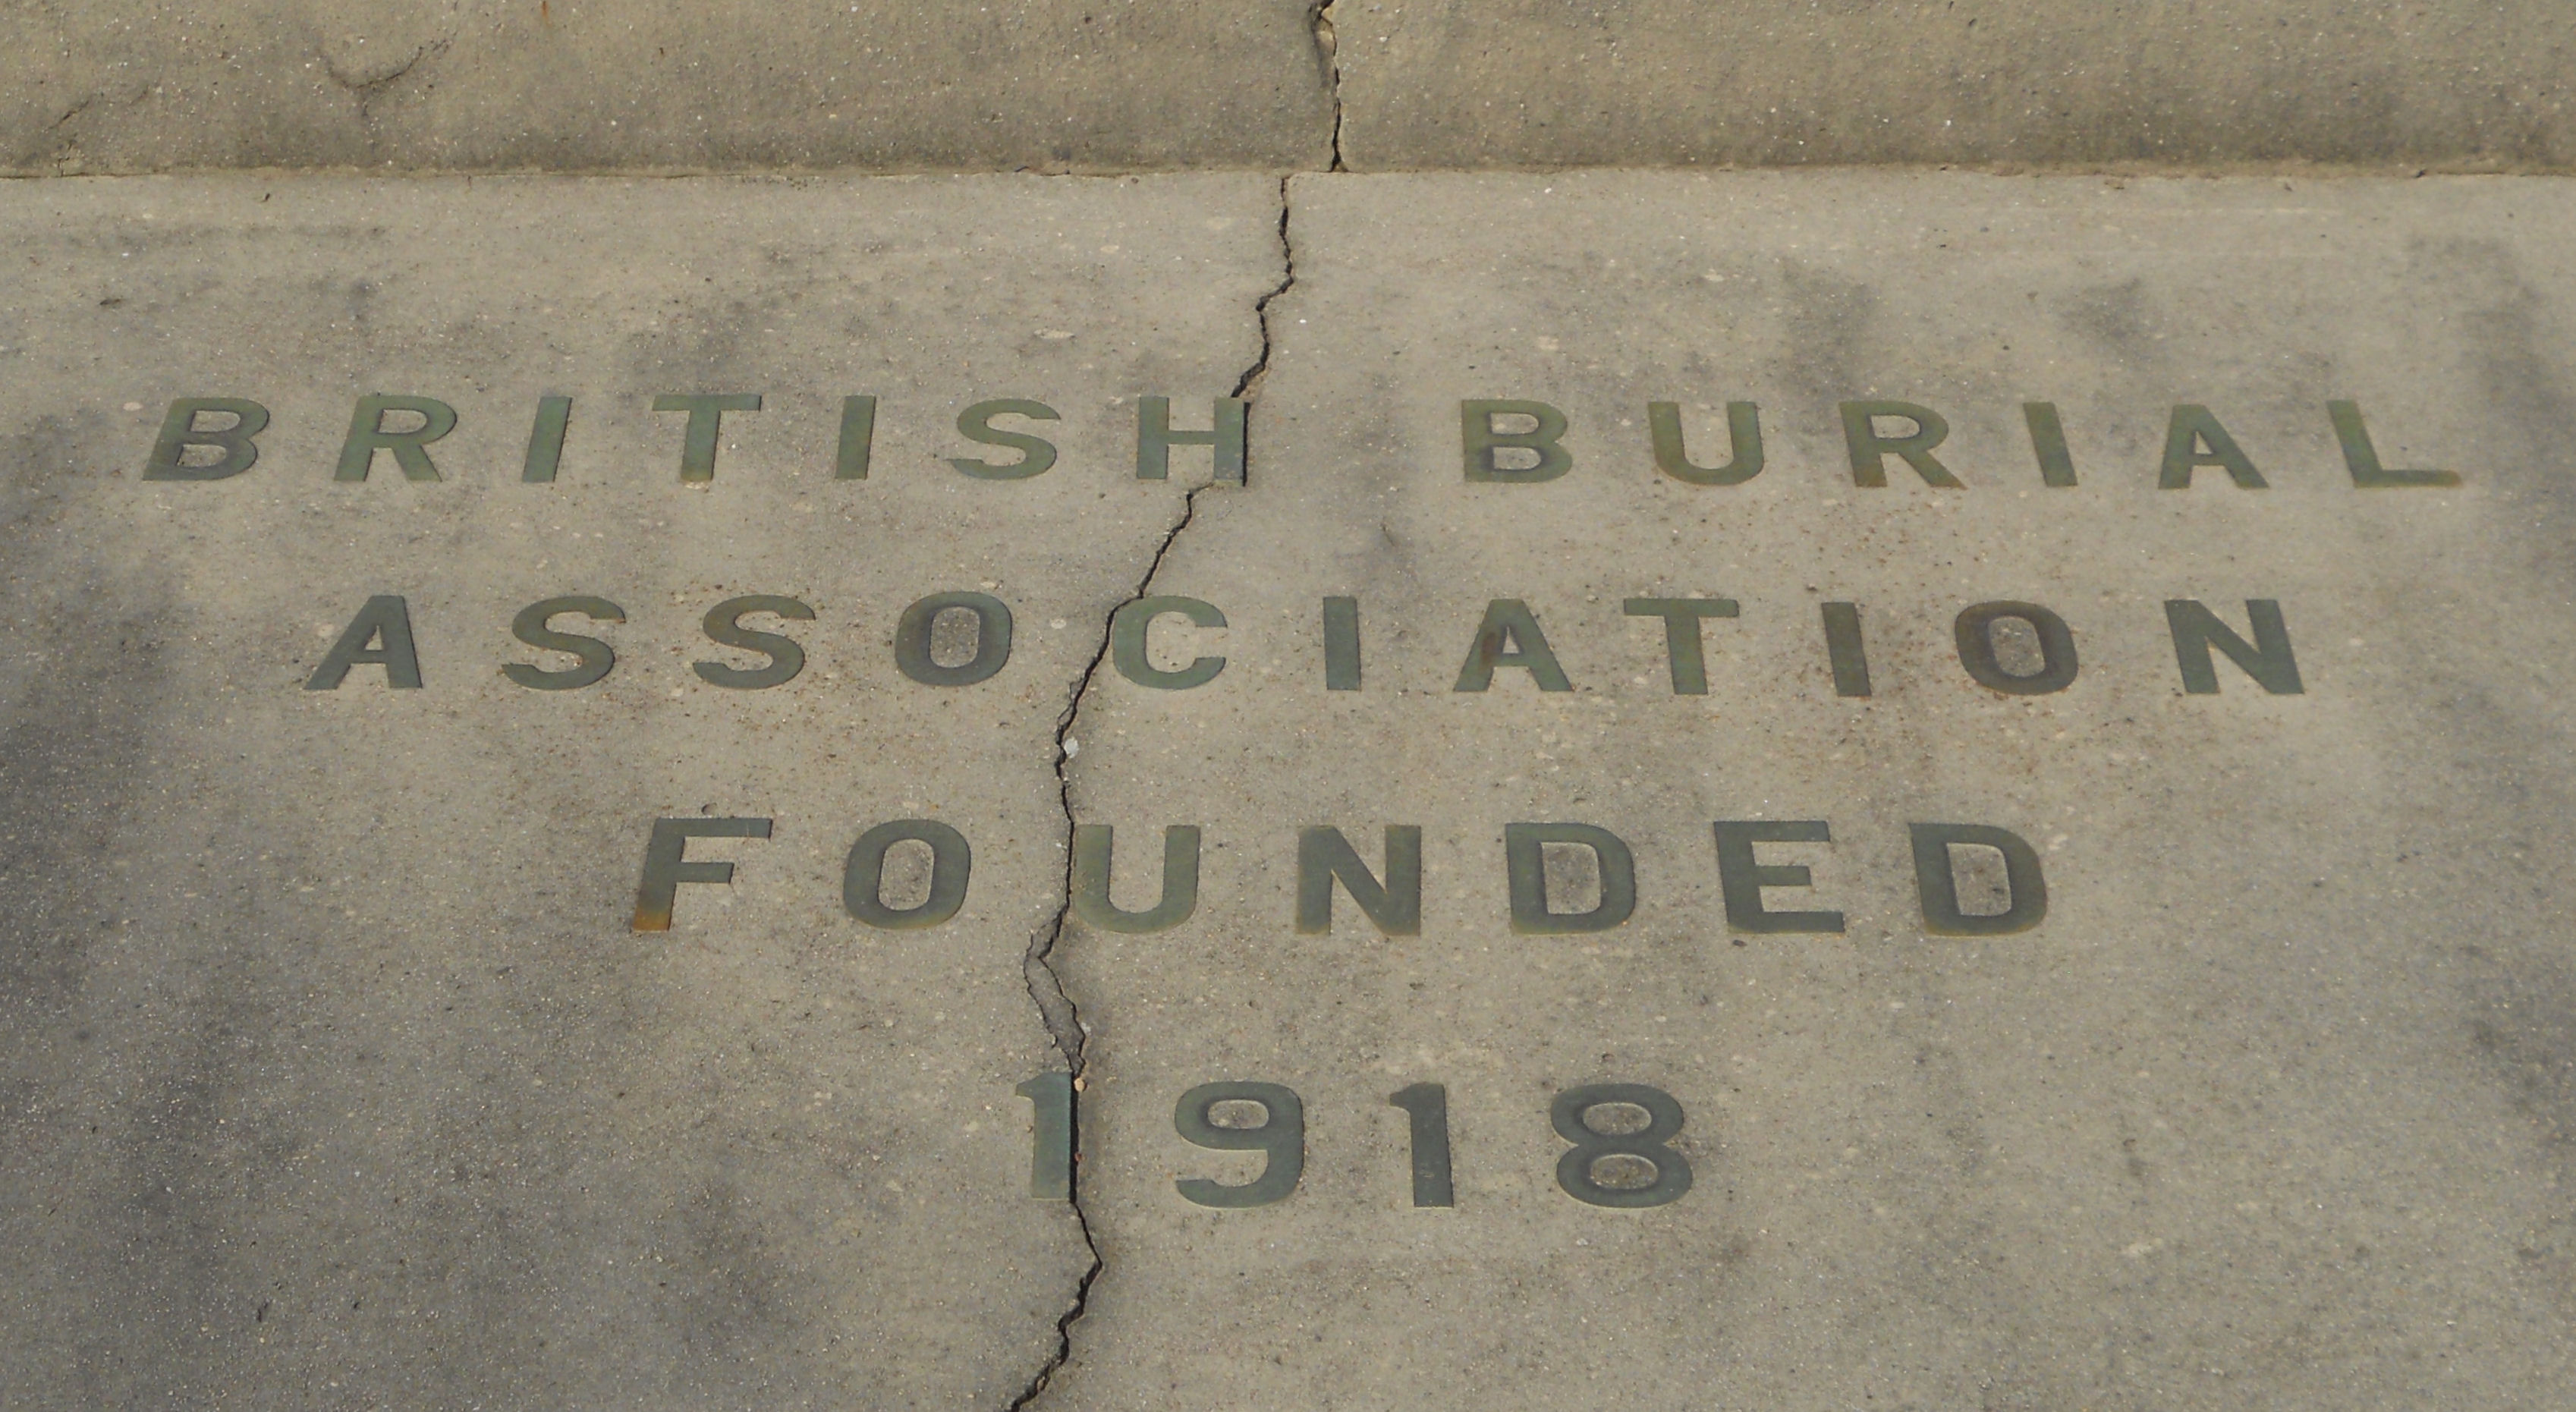 BRITISH BURIAL
ASSOCIATION
FOUNDED
1918